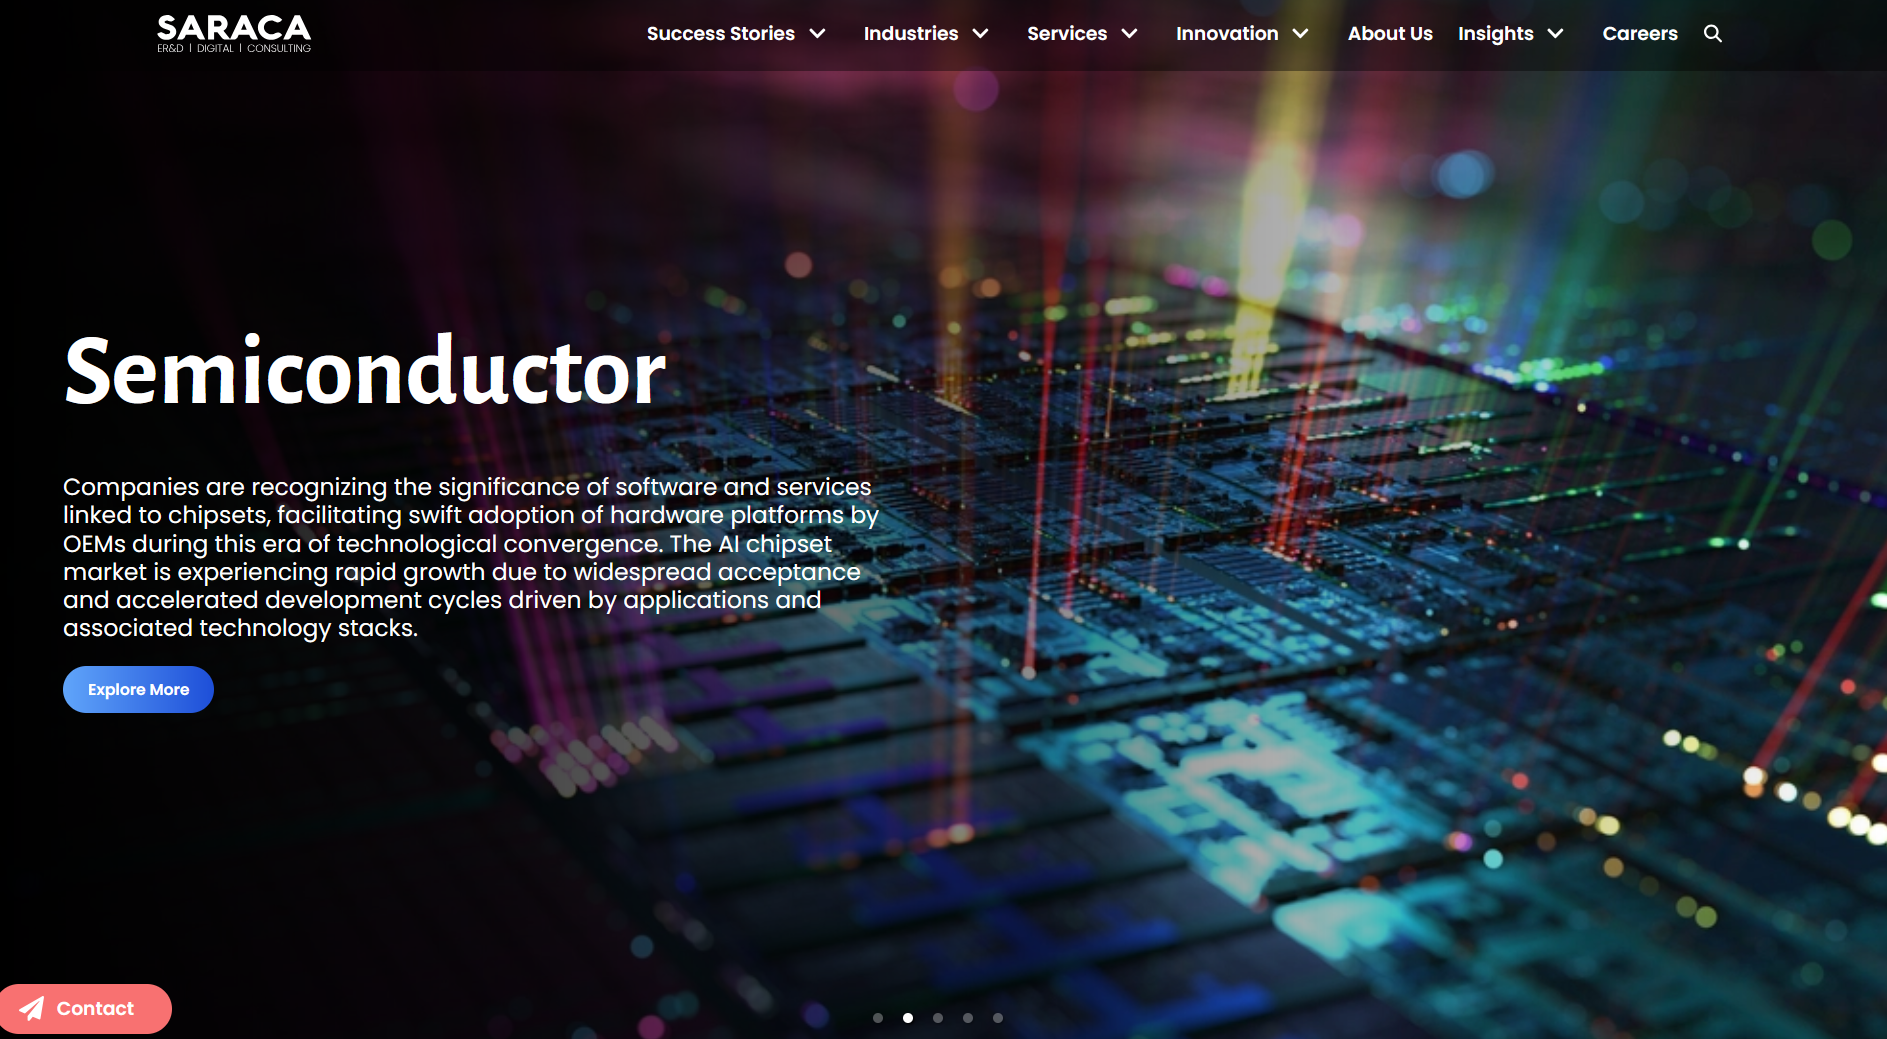 SARACA
ER&D | DIGITAL | CONSULTING
Success Stories
Industries
Services
Innovation
About Us
Insights
Careers
Semiconductor
Companies are recognizing the significance of software and services
linked to chipsets, facilitating swift adoption of hardware platforms by
OEMs during this era of technological convergence. The AI chipset
market is experiencing rapid growth due to widespread acceptance
and accelerated development cycles driven by applications and
associated technology stacks.
Explore More
Contact